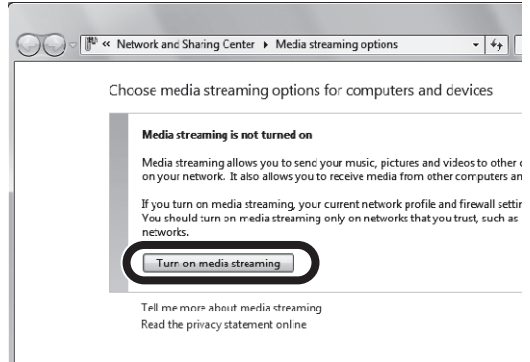 « Network and Sharing Center ▸ Media streaming options
Choose media streaming options for computers and devices
Media streaming is not turned on
Media streaming allows you to send your music, pictures and videos to other
on your network. It also allows you to receive media from other computers
If you turn on media streaming, your current network profile and firewall
You should turn on media streaming only on networks that you trust, such as
networks.
Turn on media streaming
Tell me more about media streaming
Read the privacy statement online